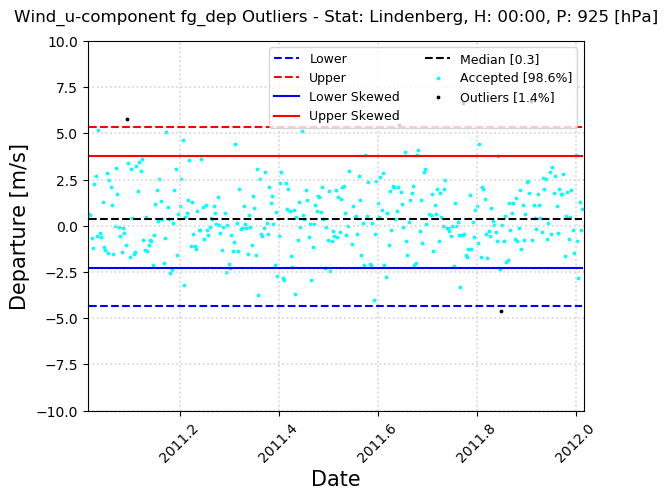 Wind_u-component fg_dep Outliers - Stat: Lindenberg, H: 00:00, P: 925 [hPa]
Departure [m/s]
10.0
7.5
5.0
2.5
0.0
−2.5
−5.0
−7.5
−10.0
Lower
Upper
Lower Skewed
Upper Skewed
Median [0.3]
Accepted [98.6%]
Outliers [1.4%]
2011.2
2011.4
2011.6
2011.8
2012.0
Date